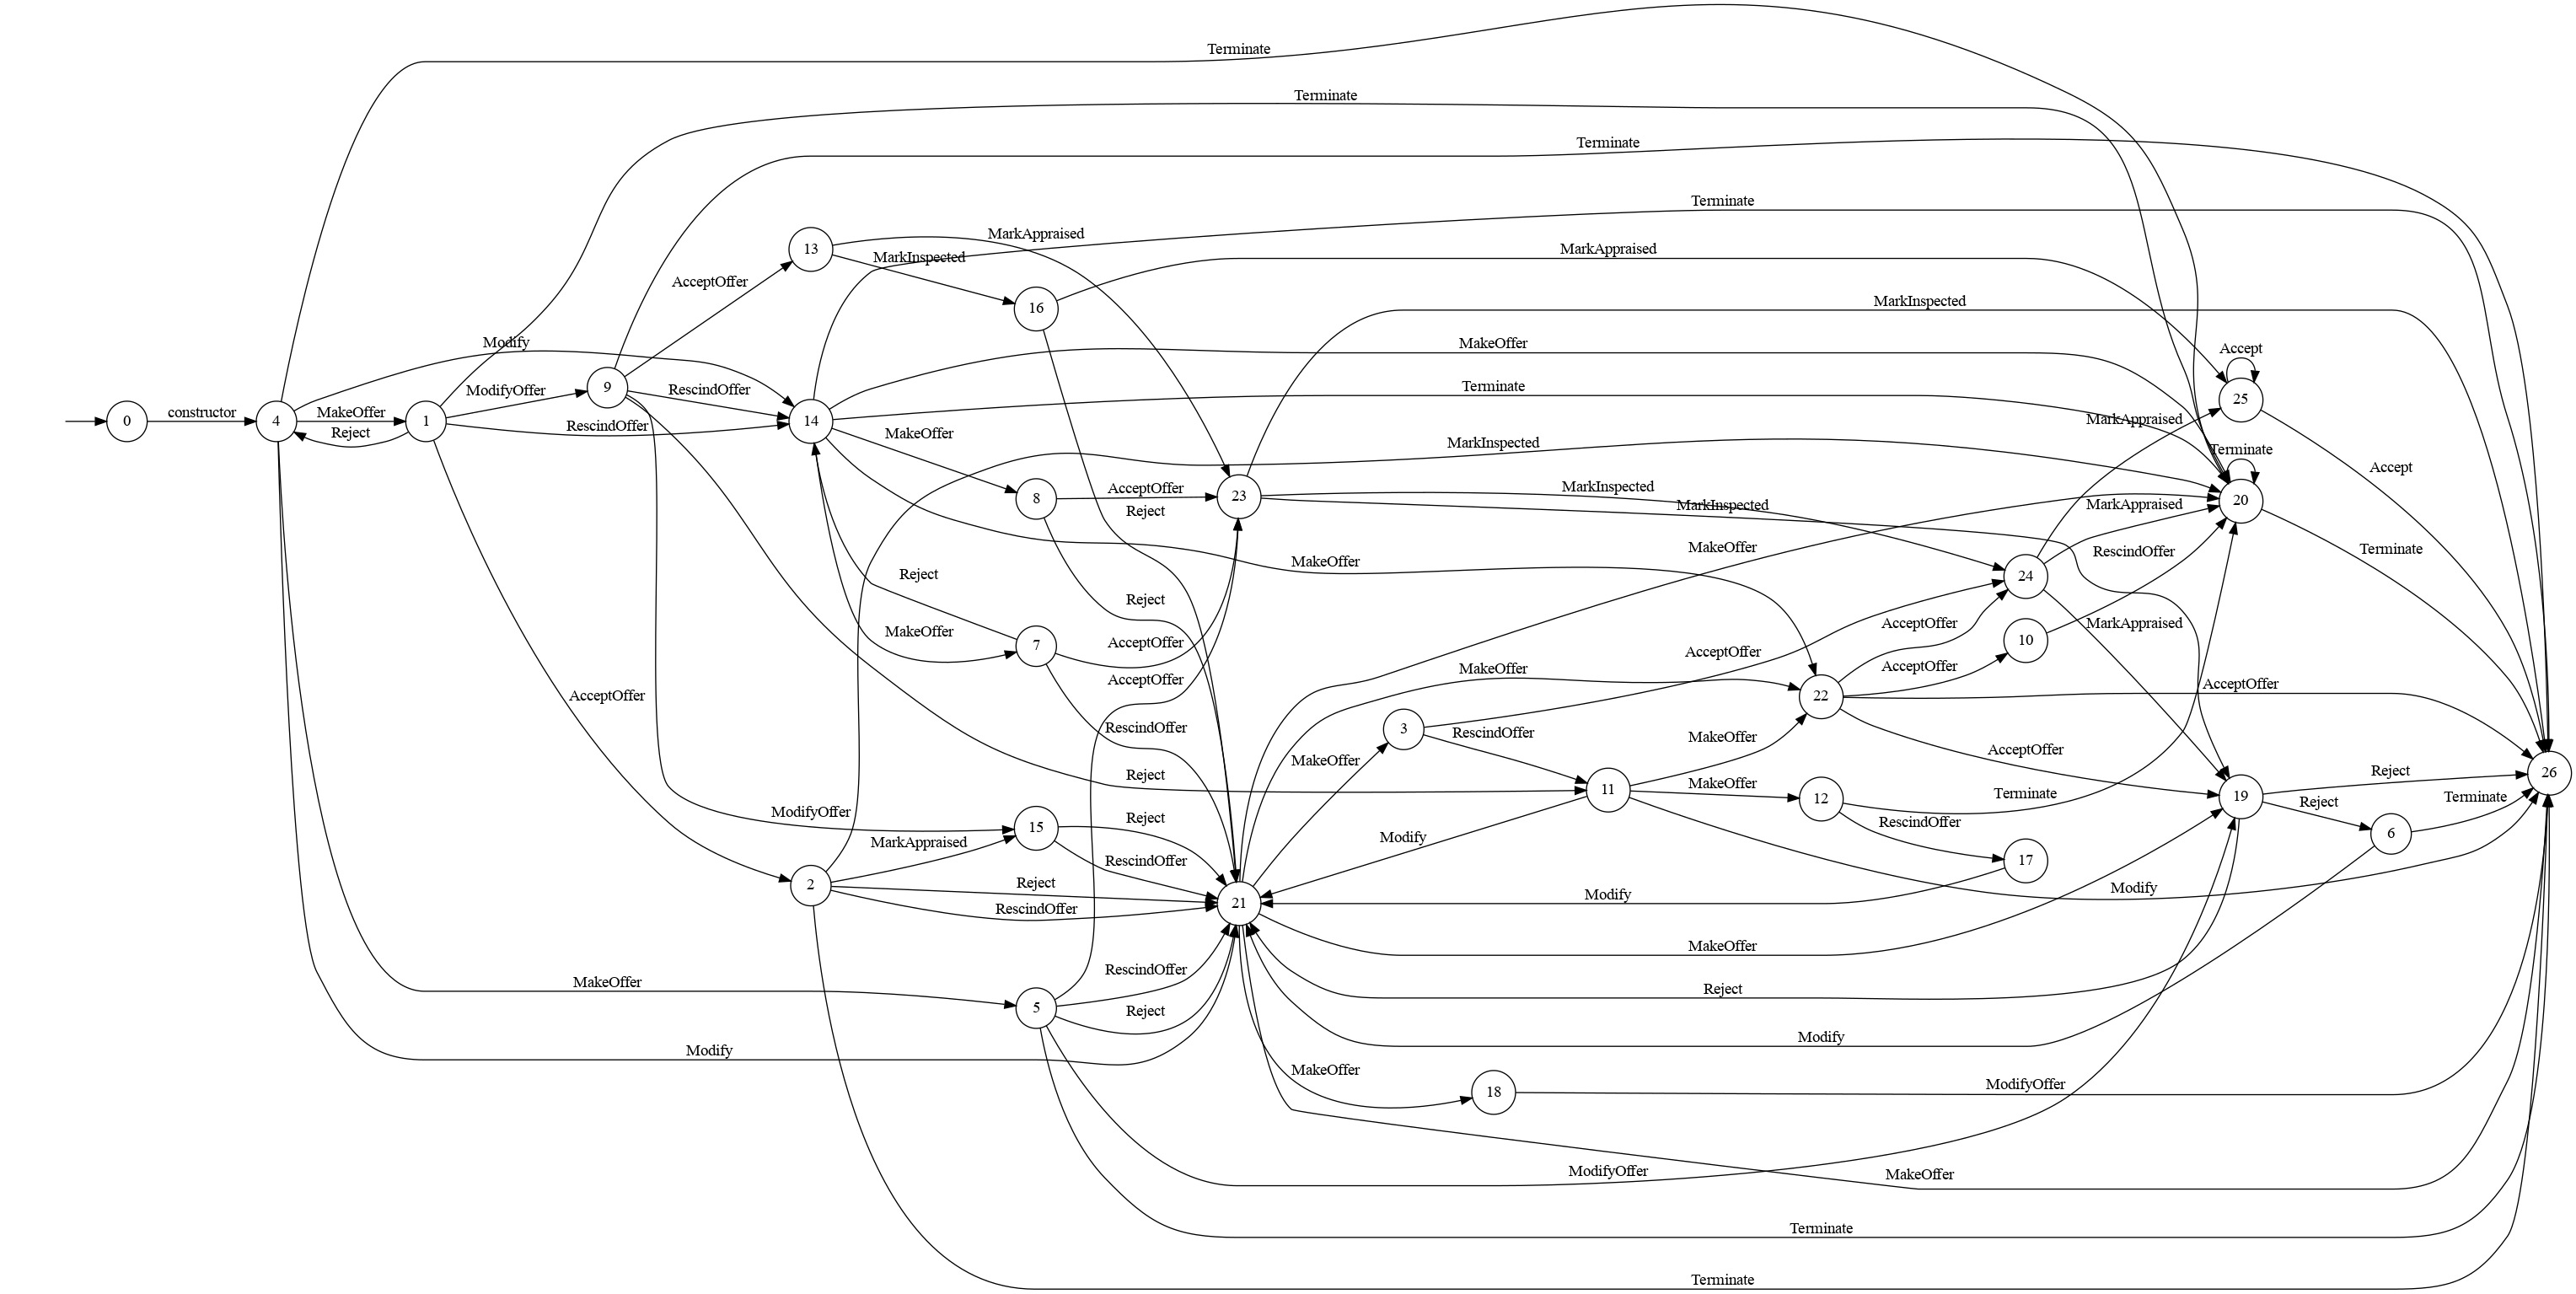 Terminate
Terminate
Terminate
Terminate
MarkAppraised
13
MarkAppraised
MarkInspected
AcceptOffer
MarkInspected
16
Modify
MakeOffer
Accept
ModifyOffer
9
RescindOffer
Terminate
25
0
constructor
4
MakeOffer
1
Reject
RescindOffer
14
MakeOffer
MarkAppraised
MarkInspected
Terminate
Accept
8
AcceptOffer
23
Reject
MarkInspected
MarkInspected
MarkAppraised
20
RescindOffer
Terminate
MakeOffer
MakeOffer
24
Reject
Reject
MakeOffer
7
AcceptOffer
AcceptOffer
10
MarkAppraised
AcceptOffer
AcceptOffer
MakeOffer
AcceptOffer
AcceptOffer
22
AcceptOffer
RescindOffer
3
RescindOffer
MakeOffer
MakeOffer
AcceptOffer
Reject
11
MakeOffer
12
Terminate
19
Reject
26
Reject
Terminate
6
ModifyOffer
15
Reject
MarkAppraised
RescindOffer
Modify
RescindOffer
17
2
Reject
RescindOffer
21
Modify
Modify
MakeOffer
MakeOffer
RescindOffer
5
Reject
Reject
Modify
Modify
MakeOffer
18
ModifyOffer
ModifyOffer
MakeOffer
Terminate
Terminate